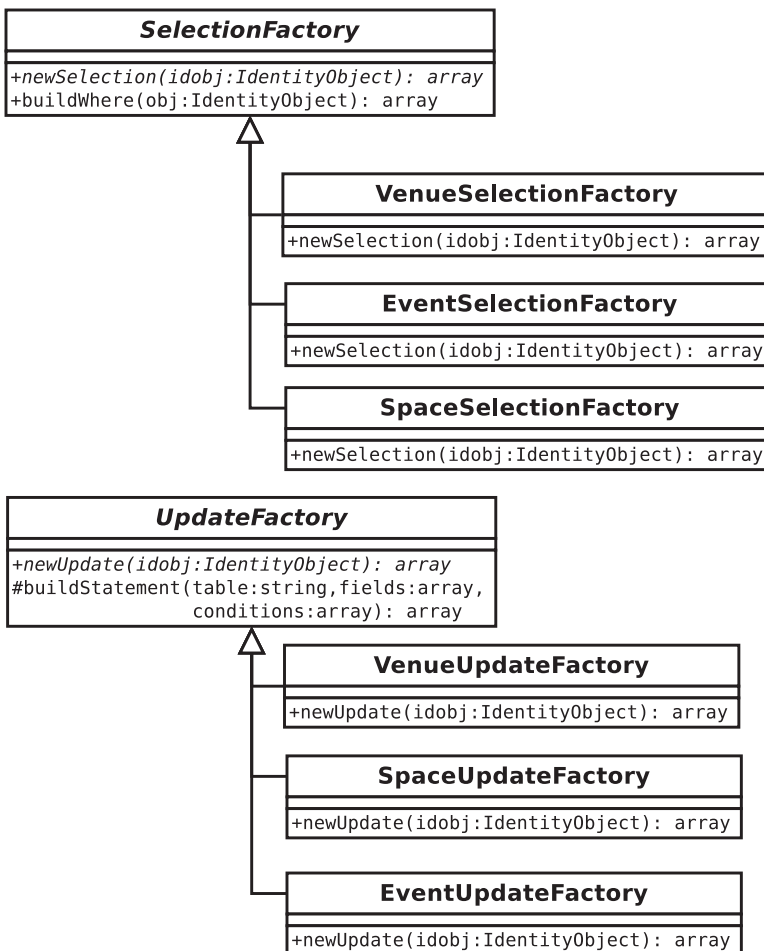 SelectionFactory
+newSelection(idobj:IdentityObject): array
+buildWhere(obj:IdentityObject): array
VenueSelectionFactory
+newSelection(idobj:IdentityObject): array
EventSelectionFactory
+newSelection(idobj:IdentityObject): array
SpaceSelectionFactory
+newSelection(idobj:IdentityObject): array
UpdateFactory
+newUpdate(idobj:IdentityObject): array
#buildStatement(table:string,fields:array,
conditions:array): array
VenueUpdateFactory
+newUpdate(idobj:IdentityObject): array
SpaceUpdateFactory
+newUpdate(idobj:IdentityObject): array
EventUpdateFactory
+newUpdate(idobj:IdentityObject): array